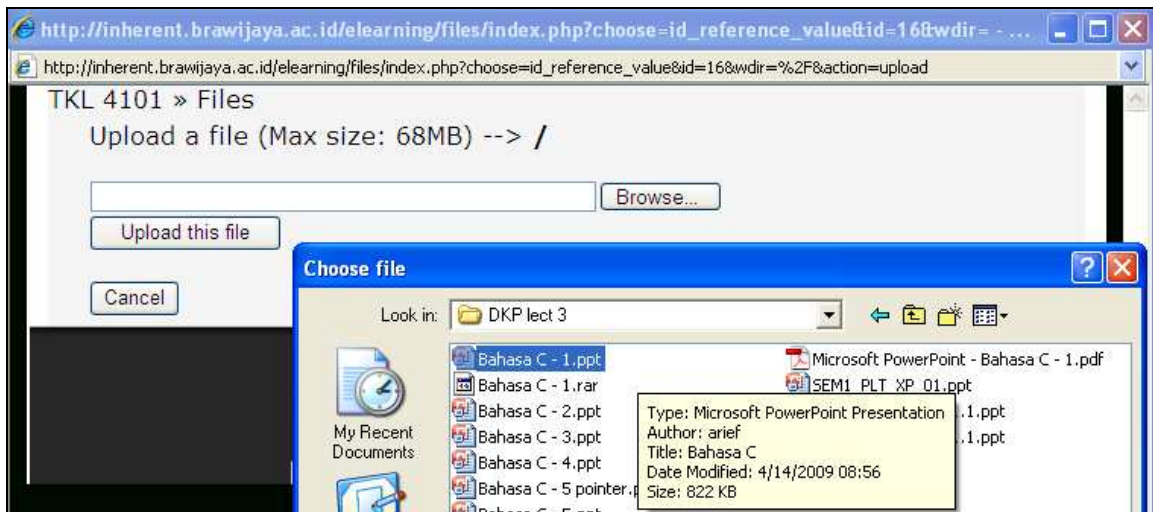 http://inherent.brawijaya.ac.id/elearning/files/index.php?choose=id_reference_value&id=16&wdir= - ...
http://inherent.brawijaya.ac.id/elearning/files/index.php?choose=id_reference_value&id=16&wdir=%2F&action=upload
TKL 4101 » Files
Upload a file (Max size: 68MB) --> /
Browse...
Upload this file
Cancel
Choose file
Look in: DKP lect 3
My Recent
Documents
Bahasa C - 1.ppt
Bahasa C - 1.rar
Bahasa C - 2.ppt
Bahasa C - 3.ppt
Bahasa C - 4.ppt
Bahasa C - 5 pointer.p
Microsoft PowerPoint - Bahasa C - 1.pdf
SEM1_PLT_XP_01.ppt
.1.ppt
.1.ppt
Type: Microsoft PowerPoint Presentation
Author: arief
Title: Bahasa C
Date Modified: 4/14/2009 08:56
Size: 822 KB